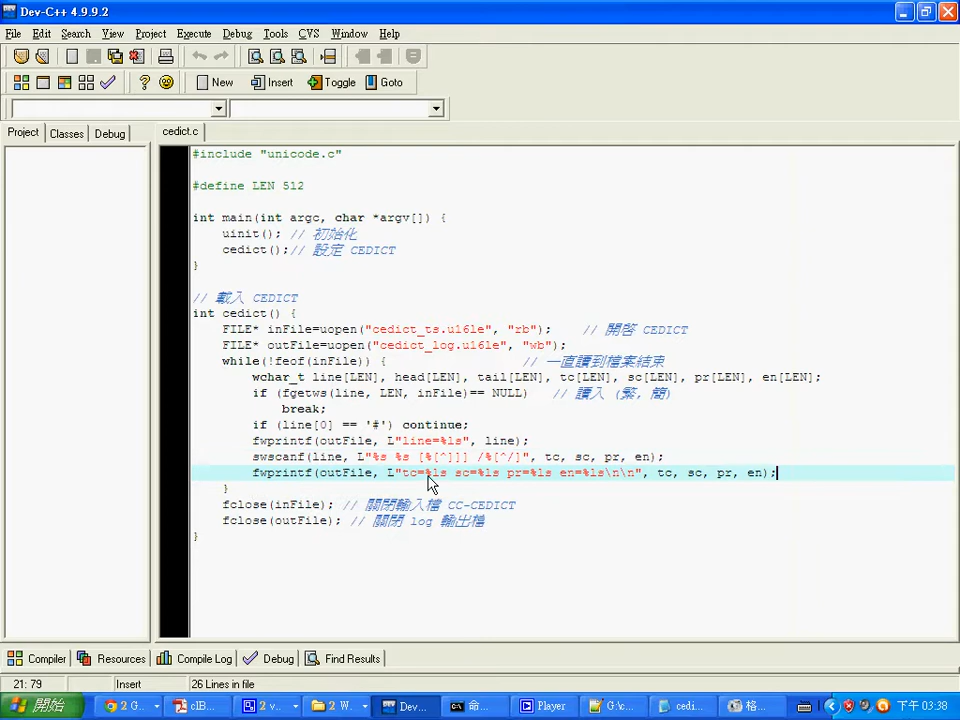 Dev-C++ 4.9.9.2
File Edit Search View Project Execute Debug Tools CVS Window Help
New Insert Toggle Goto
Project Classes Debug
cedict.c
#include "unicode.c"
#define LEN 512
int main(int argc, char *argv[]) {
uinit(); // 初始化
cedict();// 設定 CEDICT
}
// 載入 CEDICT
int cedict() {
FILE* inFile=uopen("cedict_ts.u16le", "rb"); // 開啓 CEDICT
FILE* outFile=uopen("cedict_log.u16le", "wb");
while(!feof(inFile)) { // 一直讀到檔案結束
wchar_t line[LEN], head[LEN], tail[LEN], tc[LEN], sc[LEN], pr[LEN], en[LEN];
if (fgetws(line, LEN, inFile)== NULL) // 讀入 (繁, 簡)
break;
if (line[0] == '#') continue;
fwprintf(outFile, L"line=%ls", line);
swscanf(line, L"%s %s [%[^]]] /%[^/]", tc, sc, pr, en);
fwprintf(outFile, L"tc=%ls sc=%ls pr=%ls en=%ls\n\n", tc, sc, pr, en);
}
fclose(inFile); // 關閉輸入檔 CC-CEDICT
fclose(outFile); // 關閉 log 輸出檔
}
Compiler Resources Compile Log Debug Find Results
21: 79 Insert 26 Lines in file
開始 2 G... clB... 2 v... 2 W... Dev... 命... Player G:\c... cedi... 格... 下午 03:38